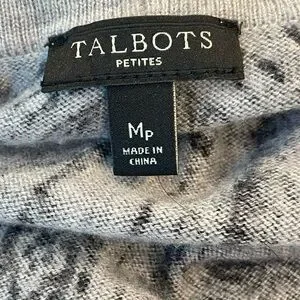 TALBOTS
PETITES
MP
MADE IN
CHINA